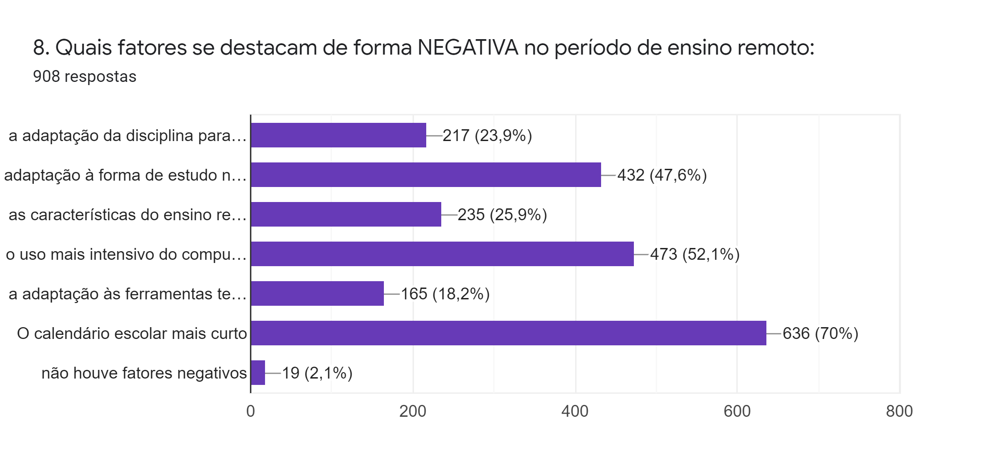 8. Quais fatores se destacam de forma NEGATIVA no período de ensino remoto:
908 respostas
a adaptação da disciplina para… 217 (23,9%)
adaptação à forma de estudo n… 432 (47,6%)
as características do ensino re… 235 (25,9%)
o uso mais intensivo do compu… 473 (52,1%)
a adaptação às ferramentas te… 165 (18,2%)
O calendário escolar mais curto 636 (70%)
não houve fatores negativos 19 (2,1%)
0 200 400 600 800